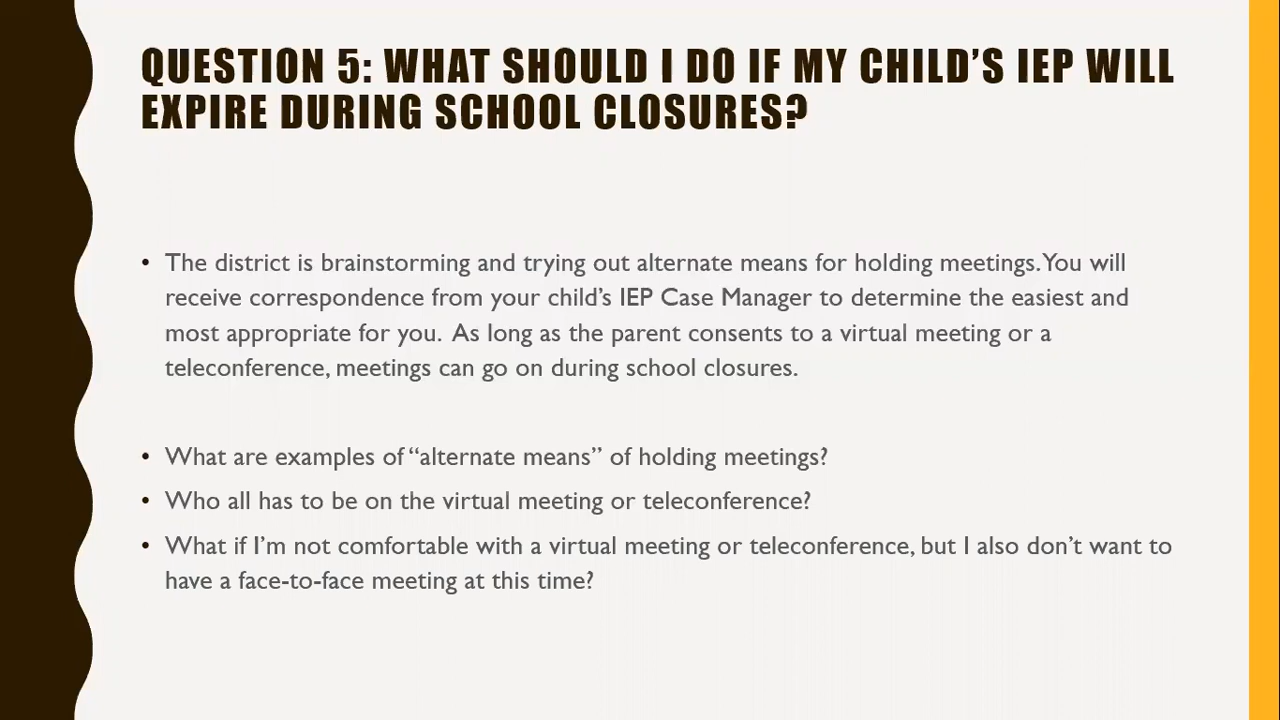 QUESTION 5: WHAT SHOULD I DO IF MY CHILD’S IEP WILL
EXPIRE DURING SCHOOL CLOSURES?
• The district is brainstorming and trying out alternate means for holding meetings. You will
receive correspondence from your child’s IEP Case Manager to determine the easiest and
most appropriate for you. As long as the parent consents to a virtual meeting or a
teleconference, meetings can go on during school closures.
• What are examples of “alternate means” of holding meetings?
• Who all has to be on the virtual meeting or teleconference?
• What if I’m not comfortable with a virtual meeting or teleconference, but I also don’t want to
have a face-to-face meeting at this time?